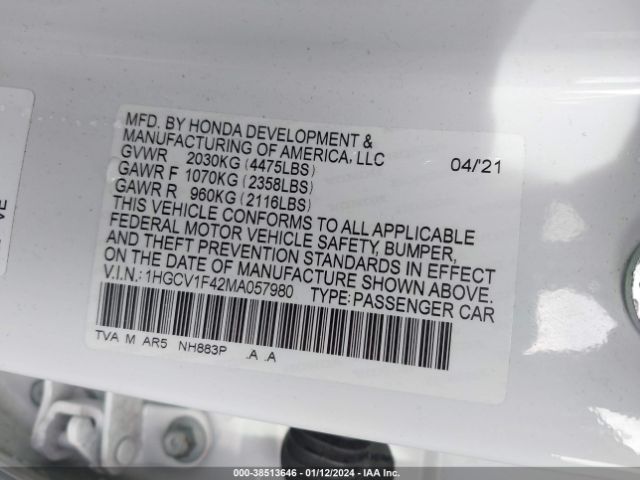 MFD. BY HONDA DEVELOPMENT &
MANUFACTURING OF AMERICA, LLC
04/'21
GVWR 2030KG (4475LBS)
GAWR F 1070KG (2358LBS)
GAWR R 960KG (2116LBS)
THIS VEHICLE CONFORMS TO ALL APPLICABLE
FEDERAL MOTOR VEHICLE SAFETY, BUMPER,
AND THEFT PREVENTION STANDARDS IN EFFECT
ON THE DATE OF MANUFACTURE SHOWN ABOVE.
V.I.N.: 1HGCV1F42MA057980 TYPE: PASSENGER CAR
TVA M AR5 NH883P .A .A
000-38513646 - 01/12/2024 - IAA Inc.